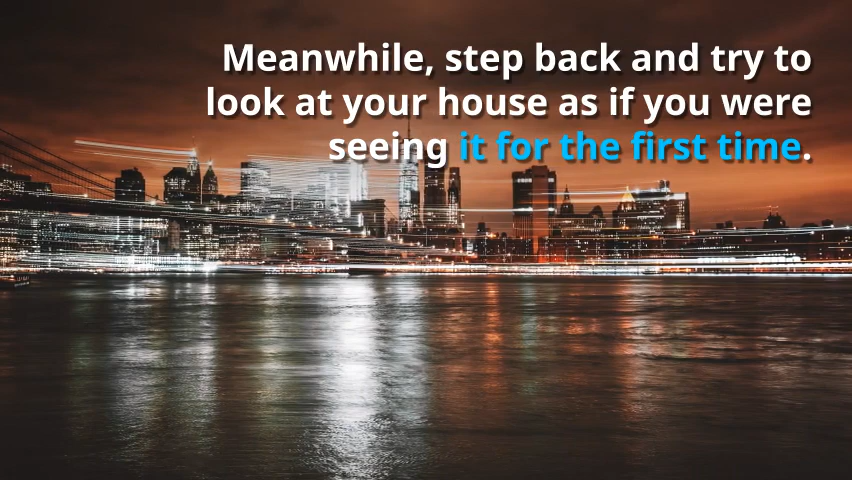 Meanwhile, step back and try to
look at your house as if you were
seeing it for the first time.